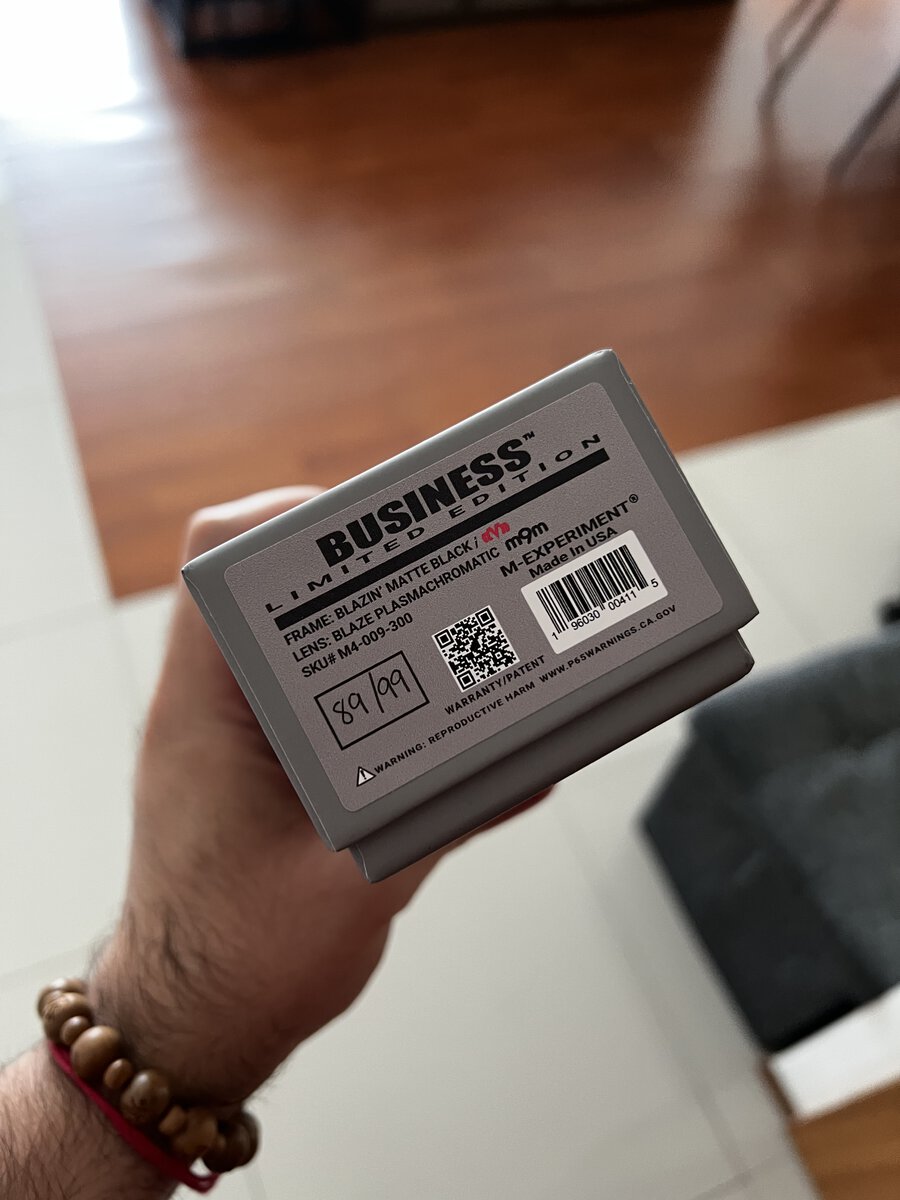 BUSINESS™
LIMITED EDITION
FRAME: BLAZIN' MATTE BLACK /
LENS: BLAZE PLASMACHROMATIC m9m
SKU# M4-009-300
M-EXPERIMENT®
Made In USA
1 96030 00411 5
89/99
WARRANTY/PATENT
WARNING: REPRODUCTIVE HARM WWW.P65WARNINGS.CA.GOV